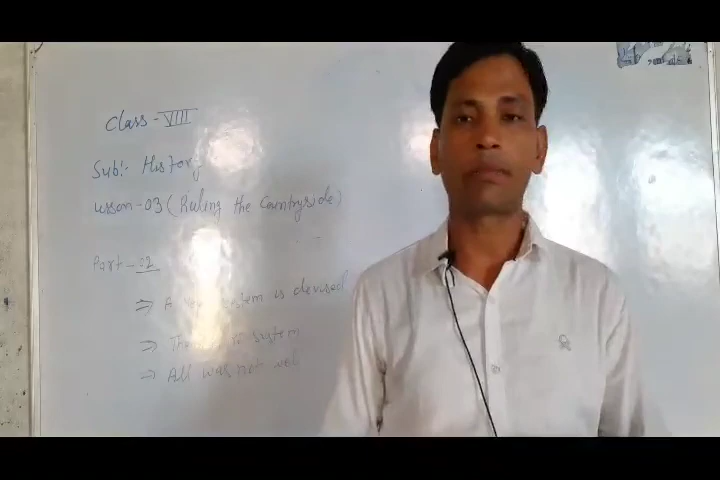 Class - VIII
Sub:- History
Lesson-03 (Ruling the Countryside)
Part - 02
⇒ A new system is devised
⇒ The system
⇒ All was not well